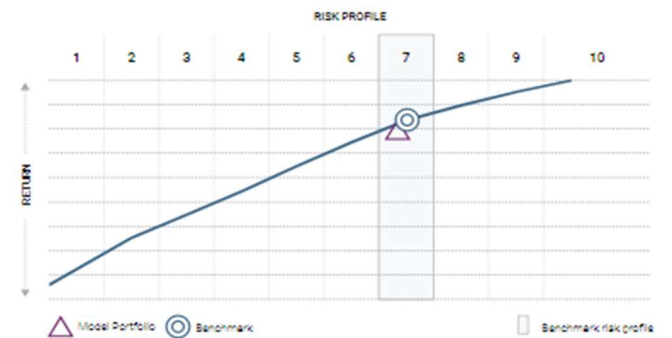 RISK PROFILE
1 2 3 4 5 6 7 8 9 10
RETURN
Model Portfolio Benchmark Benchmark risk profile